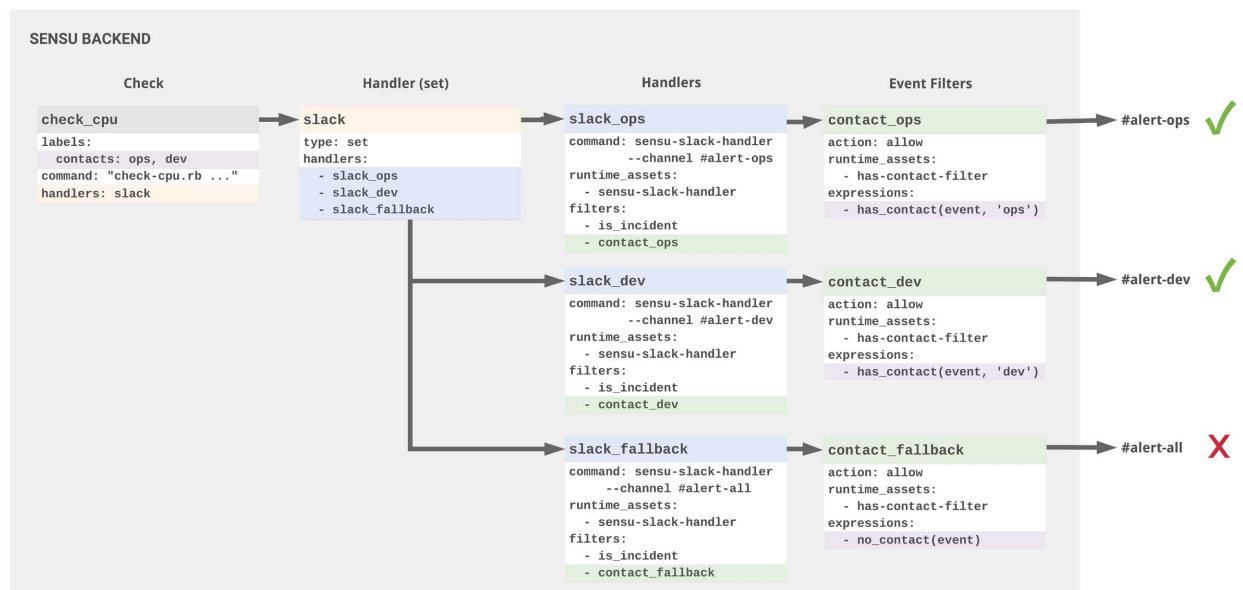 SENSU BACKEND
Check
Handler (set)
Handlers
Event Filters
check_cpu
labels:
contacts: ops, dev
command: "check-cpu.rb ..."
handlers: slack
slack
type: set
handlers:
- slack_ops
- slack_dev
- slack_fallback
slack_ops
command: sensu-slack-handler
--channel #alert-ops
runtime_assets:
- sensu-slack-handler
filters:
- is_incident
- contact_ops
contact_ops
action: allow
runtime_assets:
- has-contact-filter
expressions:
- has_contact(event, 'ops')
#alert-ops
slack_dev
command: sensu-slack-handler
--channel #alert-dev
runtime_assets:
- sensu-slack-handler
filters:
- is_incident
- contact_dev
contact_dev
action: allow
runtime_assets:
- has-contact-filter
expressions:
- has_contact(event, 'dev')
#alert-dev
slack_fallback
command: sensu-slack-handler
--channel #alert-all
runtime_assets:
- sensu-slack-handler
filters:
- is_incident
- contact_fallback
contact_fallback
action: allow
runtime_assets:
- has-contact-filter
expressions:
- no_contact(event)
#alert-all